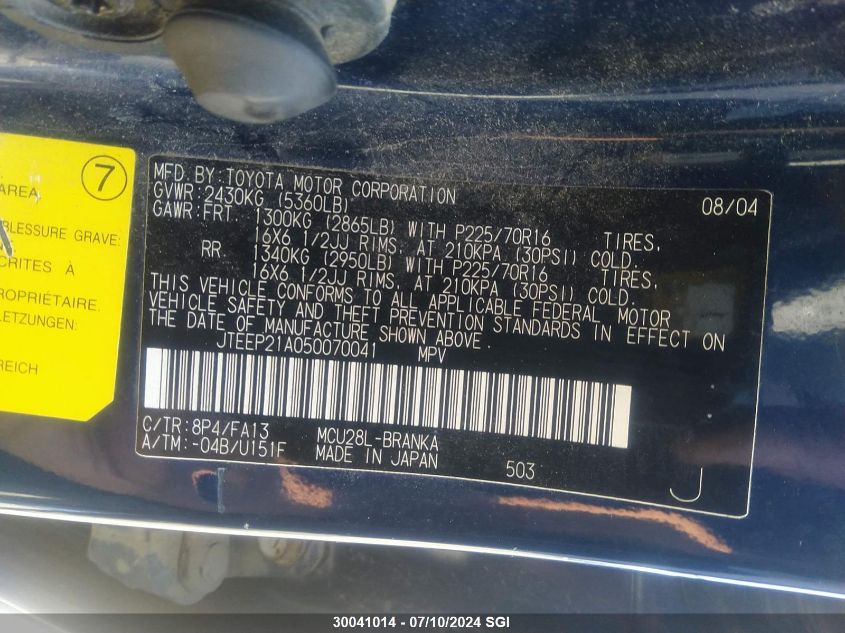 7
AREA
BLESSURE GRAVE:
CRITES À
PROPRIÉTAIRE.
LETZUNGEN:
REICH
MFD. BY: TOYOTA MOTOR CORPORATION 08/04
GVWR: 2430KG (5360LB)
GAWR: FRT. 1300KG (2865LB) WITH P225/70R16 TIRES,
16X6 1/2JJ RIMS, AT 210KPA (30PSI) COLD.
RR. 1340KG (2950LB) WITH P225/70R16 TIRES,
16X6 1/2JJ RIMS, AT 210KPA (30PSI) COLD.
THIS VEHICLE CONFORMS TO ALL APPLICABLE FEDERAL MOTOR
VEHICLE SAFETY AND THEFT PREVENTION STANDARDS IN EFFECT ON
THE DATE OF MANUFACTURE SHOWN ABOVE.
JTEEP21A050070041 MPV
C/TR: 8P4/FA13 MCU28L-BRANKA
A/TM: -04B/U151F MADE IN JAPAN 503 J
30041014 - 07/10/2024 SGI